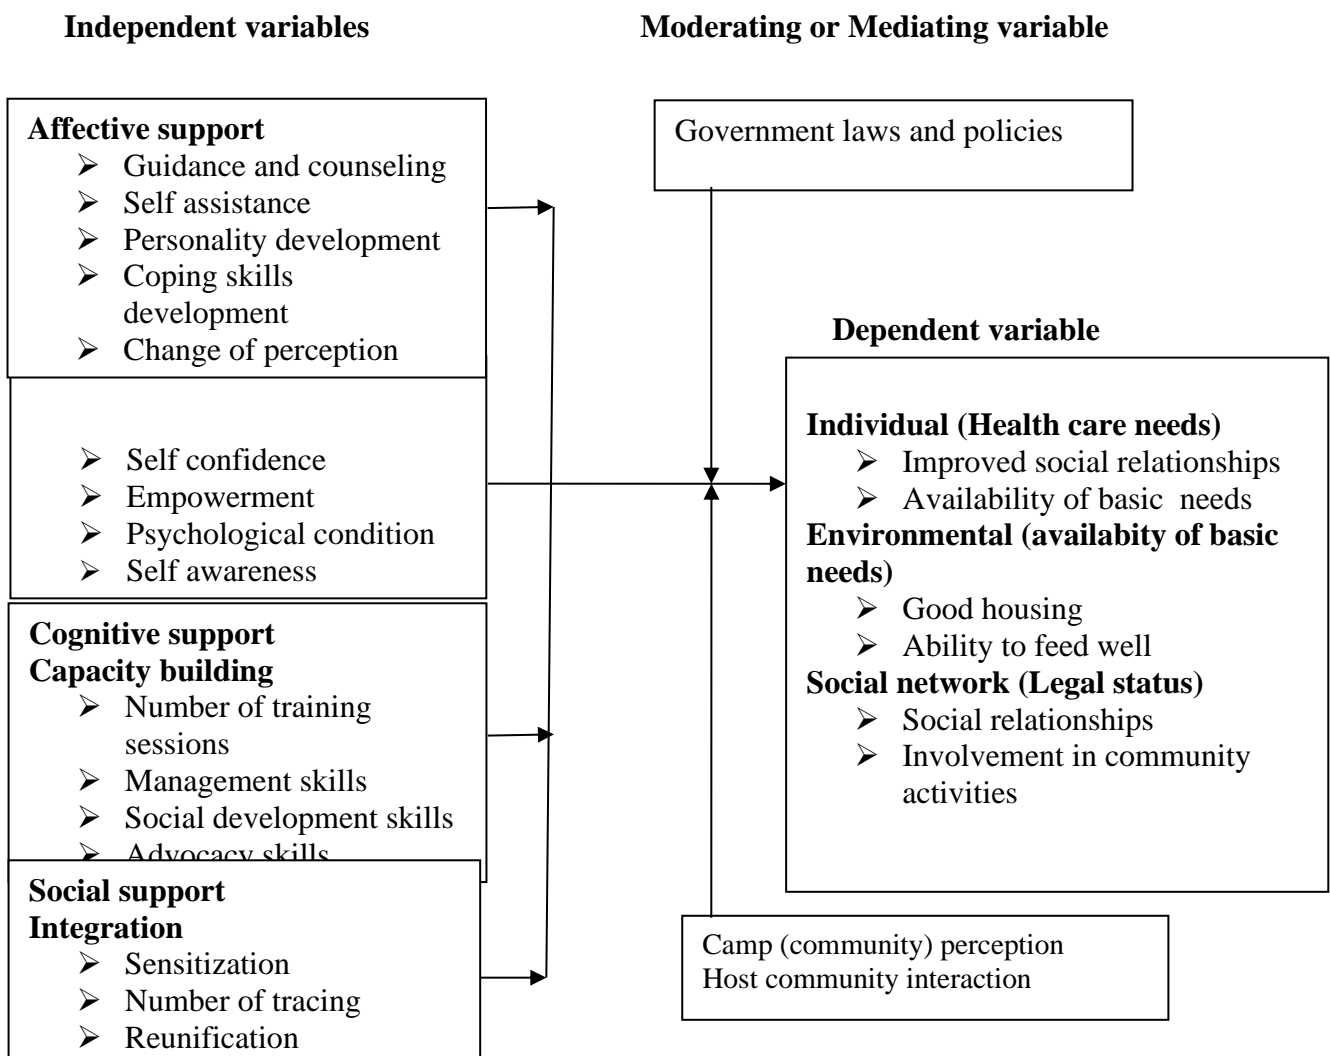 Independent variables
Moderating or Mediating variable
Affective support
➢ Guidance and counseling
➢ Self assistance
➢ Personality development
➢ Coping skills
development
➢ Change of perception
➢ Self confidence
➢ Empowerment
➢ Psychological condition
➢ Self awareness
Cognitive support
Capacity building
➢ Number of training
sessions
➢ Management skills
➢ Social development skills
➢ Advocacy skills
Social support
Integration
➢ Sensitization
➢ Number of tracing
➢ Reunification
Government laws and policies
Dependent variable
Individual (Health care needs)
➢ Improved social relationships
➢ Availability of basic needs
Environmental (availabity of basic
needs)
➢ Good housing
➢ Ability to feed well
Social network (Legal status)
➢ Social relationships
➢ Involvement in community
activities
Camp (community) perception
Host community interaction